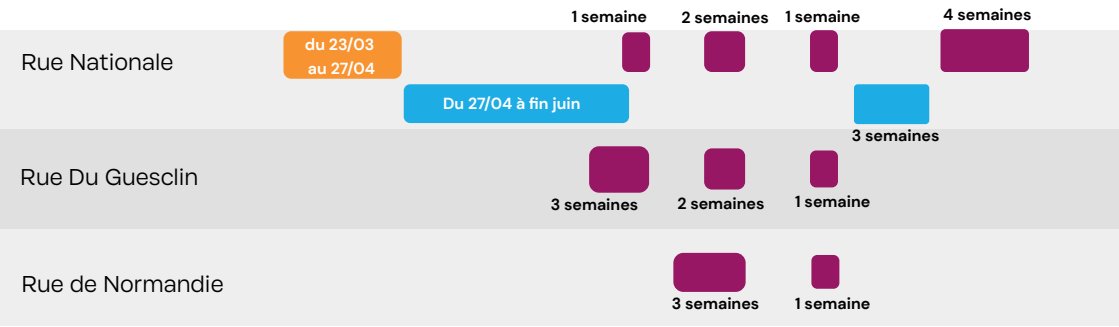 1 semaine
2 semaines
1 semaine
4 semaines
Rue Nationale
du 23/03
au 27/04
Du 27/04 à fin juin
3 semaines
Rue Du Guesclin
3 semaines
2 semaines
1 semaine
Rue de Normandie
3 semaines
1 semaine